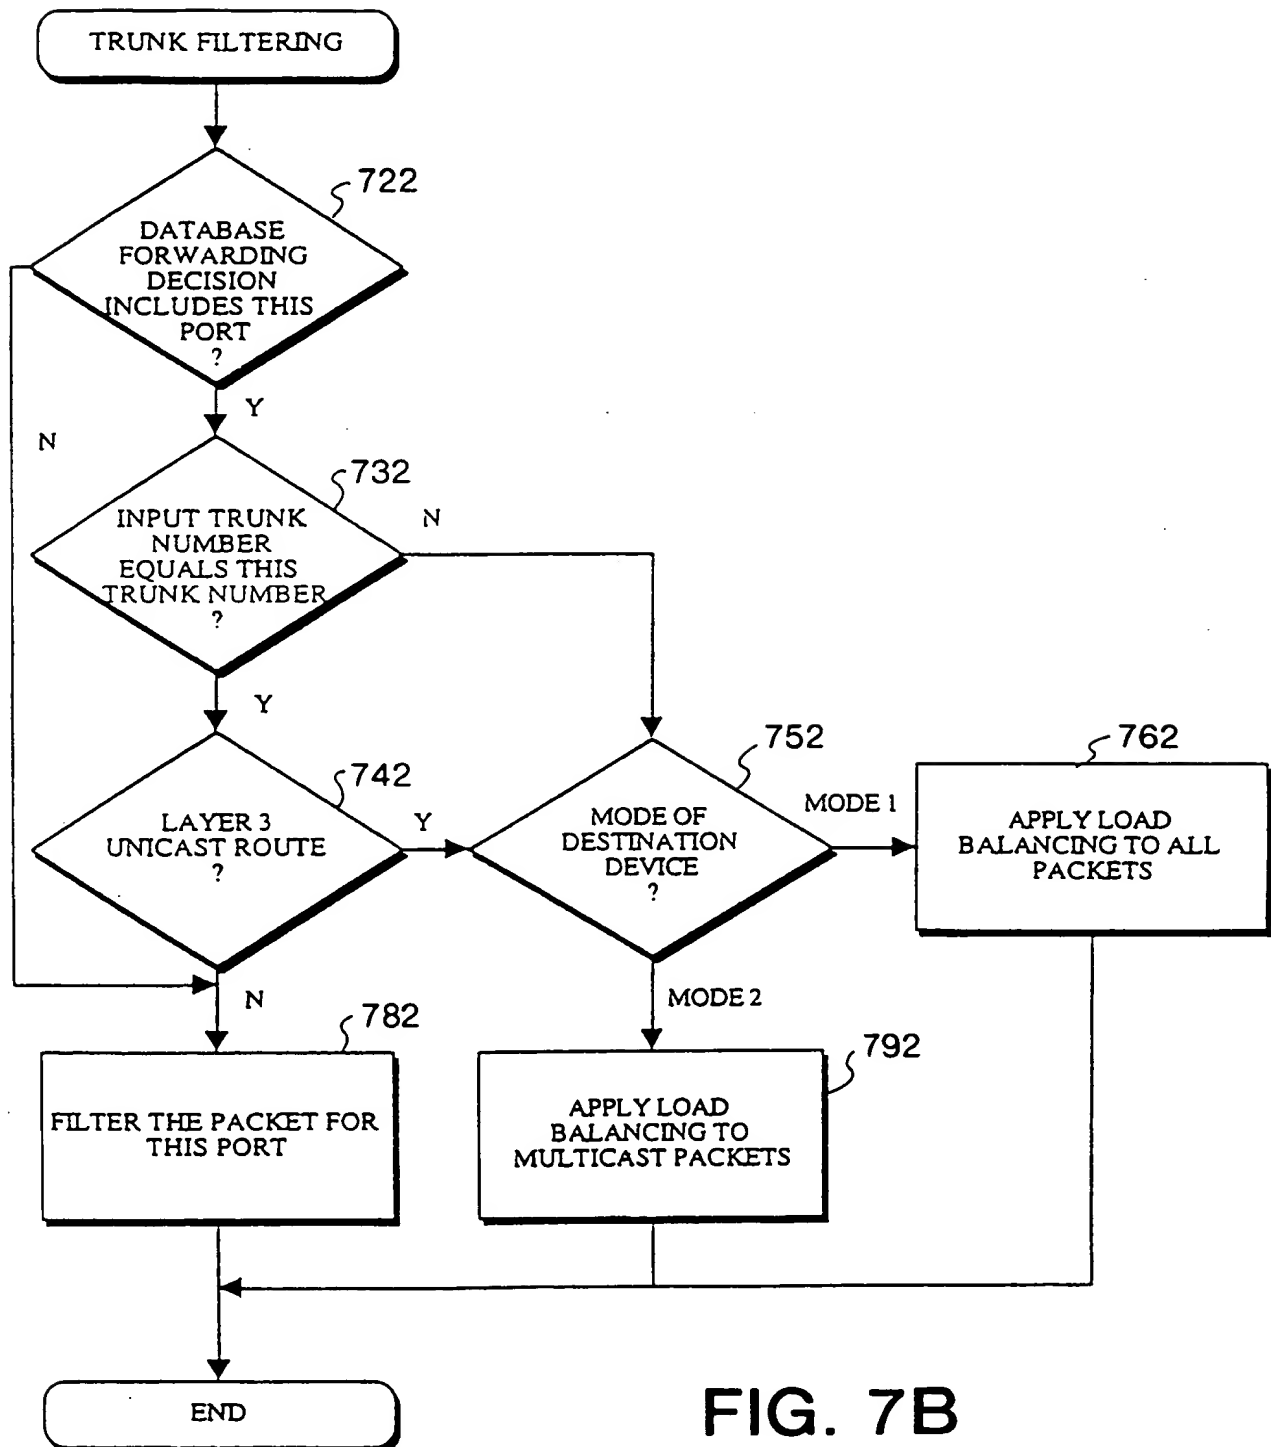 TRUNK FILTERING
722
DATABASE
FORWARDING
DECISION
INCLUDES THIS
PORT
?
Y
N
732
INPUT TRUNK
NUMBER
EQUALS THIS
TRUNK NUMBER
?
N
Y
742
LAYER 3
UNICAST ROUTE
?
Y
N
752
MODE OF
DESTINATION
DEVICE
?
MODE 1
MODE 2
762
APPLY LOAD
BALANCING TO ALL
PACKETS
782
FILTER THE PACKET FOR
THIS PORT
792
APPLY LOAD
BALANCING TO
MULTICAST PACKETS
END
FIG. 7B